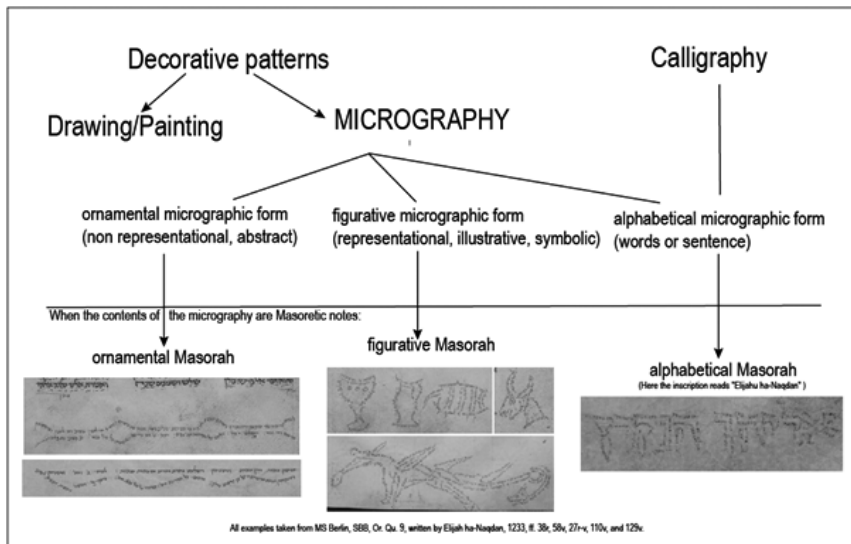 Decorative patterns
Calligraphy
Drawing/Painting
MICROGRAPHY
ornamental micrographic form
(non representational, abstract)
figurative micrographic form
(representational, illustrative, symbolic)
alphabetical micrographic form
(words or sentence)
When the contents of the micrography are Masoretic notes:
ornamental Masorah
figurative Masorah
alphabetical Masorah
(Here the inscription reads "Elijahu ha-Naqdan" )
All examples taken from MS Berlin, SBB, Or. Qu. 9, written by Elijah ha-Naqdan, 1233, ff. 38r, 58v, 27r-v, 110v, and 129v.